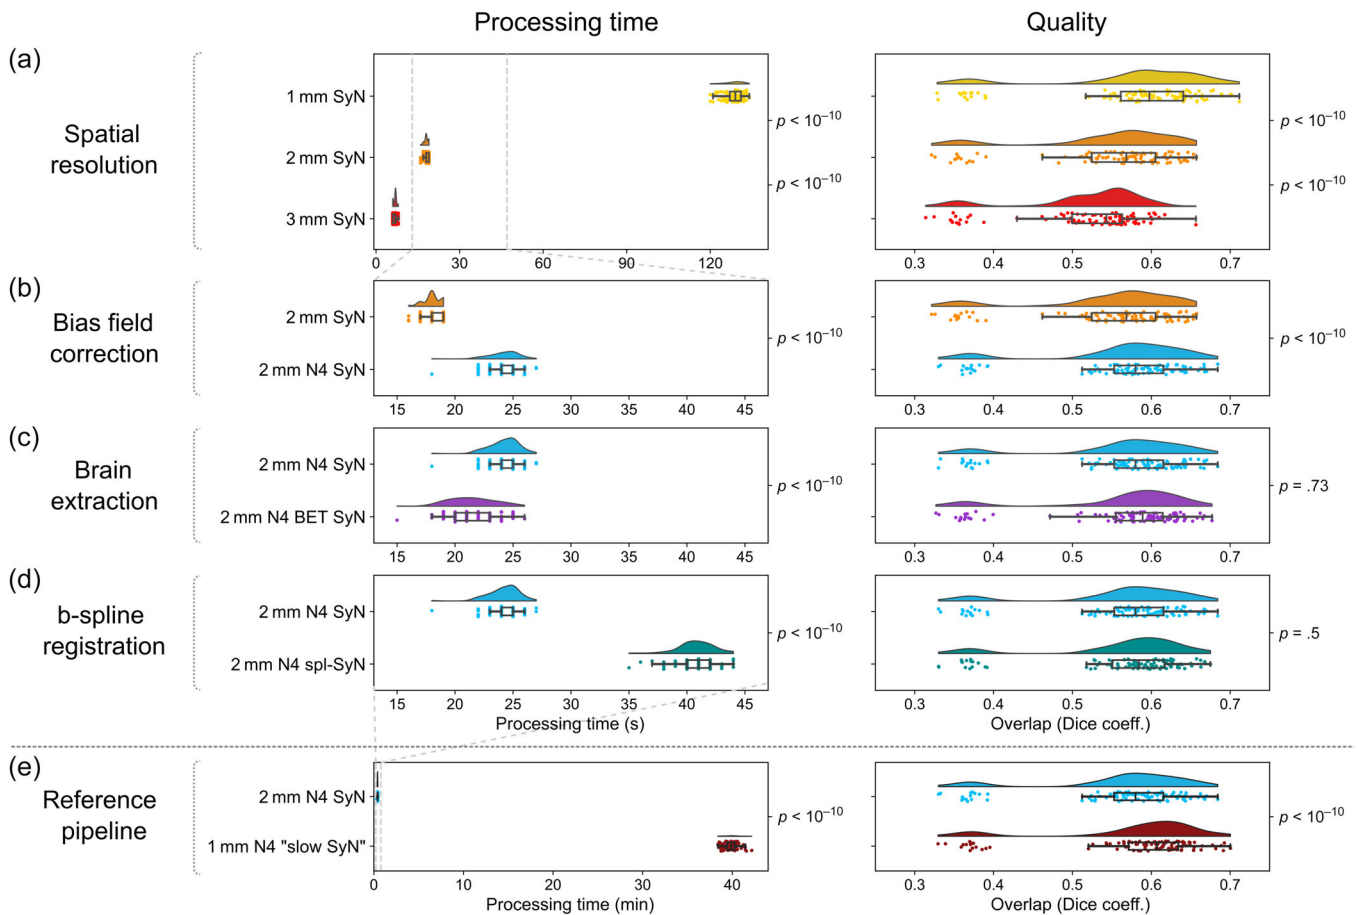 Processing time
Quality
(a)
Spatial
resolution
1 mm SyN
2 mm SyN
3 mm SyN
p < 10⁻¹⁰
p < 10⁻¹⁰
p < 10⁻¹⁰
p < 10⁻¹⁰
0 30 60 90 120
0.3 0.4 0.5 0.6 0.7
(b)
Bias field
correction
2 mm SyN
2 mm N4 SyN
p < 10⁻¹⁰
p < 10⁻¹⁰
15 20 25 30 35 40 45
0.3 0.4 0.5 0.6 0.7
(c)
Brain
extraction
2 mm N4 SyN
2 mm N4 BET SyN
p < 10⁻¹⁰
p = .73
15 20 25 30 35 40 45
0.3 0.4 0.5 0.6 0.7
(d)
b-spline
registration
2 mm N4 SyN
2 mm N4 spl-SyN
p < 10⁻¹⁰
p = .5
15 20 25 30 35 40 45
0.3 0.4 0.5 0.6 0.7
Processing time (s)
Overlap (Dice coeff.)
(e)
Reference
pipeline
2 mm N4 SyN
1 mm N4 "slow SyN"
p < 10⁻¹⁰
p < 10⁻¹⁰
0 10 20 30 40
0.3 0.4 0.5 0.6 0.7
Processing time (min)
Overlap (Dice coeff.)